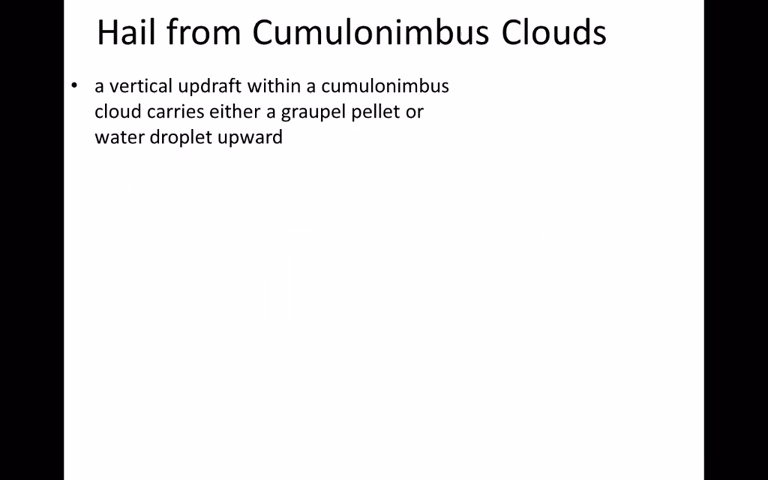 Hail from Cumulonimbus Clouds
• a vertical updraft within a cumulonimbus
cloud carries either a graupel pellet or
water droplet upward